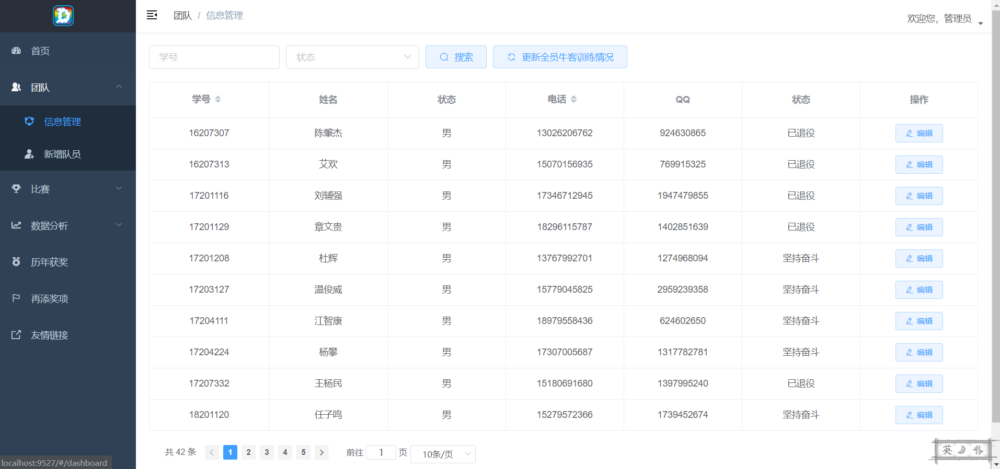 团队 / 信息管理
欢迎您，管理员
首页
团队
信息管理
新增队员
比赛
数据分析
历年获奖
再添奖项
友情链接
学号
状态
搜索
更新全员牛客训练情况
学号 姓名 状态 电话 QQ 状态 操作
16207307 陈肇杰 男 13026206762 924630865 已退役 编辑
16207313 艾欢 男 15070156935 769915325 已退役 编辑
17201116 刘辅强 男 17346712945 1947479855 已退役 编辑
17201129 章文贵 男 18296115787 1402851639 已退役 编辑
17201208 杜辉 男 13767992701 1274968094 坚持奋斗 编辑
17203127 温俊威 男 15779045825 2959239358 坚持奋斗 编辑
17204111 江智康 男 18979558436 624602650 坚持奋斗 编辑
17204224 杨攀 男 17307005687 1317782781 坚持奋斗 编辑
17207332 王杨民 男 15180691680 1397995240 已退役 编辑
18201120 任子鸣 男 15279572366 1739452674 坚持奋斗 编辑
共 42 条 1 2 3 4 5 前往 1 页 10条/页
英
localhost:9527/#/dashboard